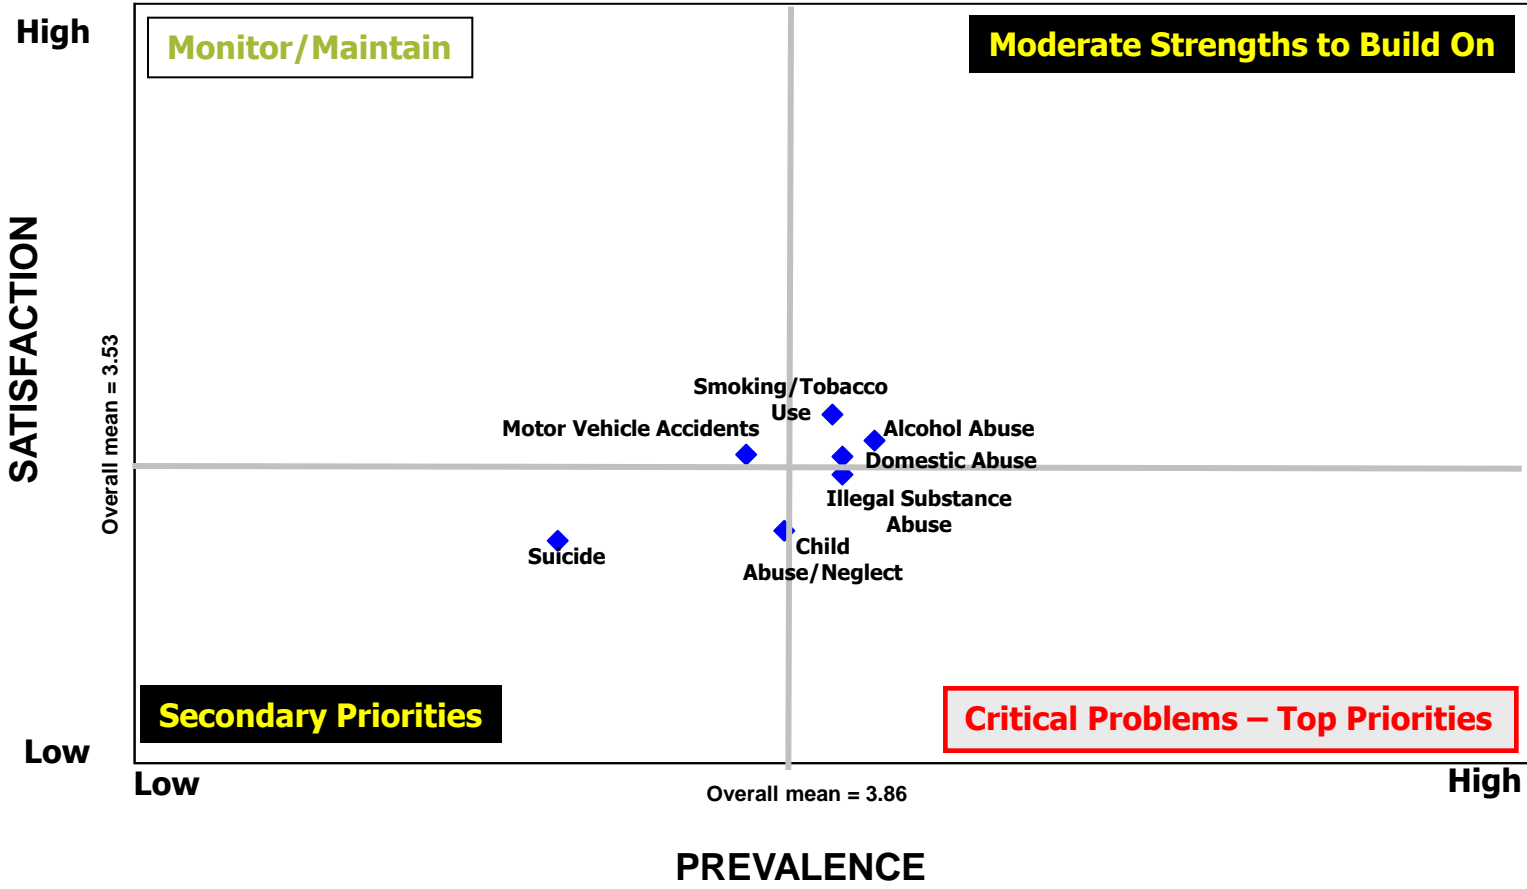 High
Monitor/Maintain
Moderate Strengths to Build On
SATISFACTION
Overall mean = 3.53
Smoking/Tobacco
Use
Motor Vehicle Accidents
Alcohol Abuse
Domestic Abuse
Illegal Substance
Abuse
Child
Abuse/Neglect
Suicide
Secondary Priorities
Critical Problems – Top Priorities
Low
Low
High
Overall mean = 3.86
PREVALENCE